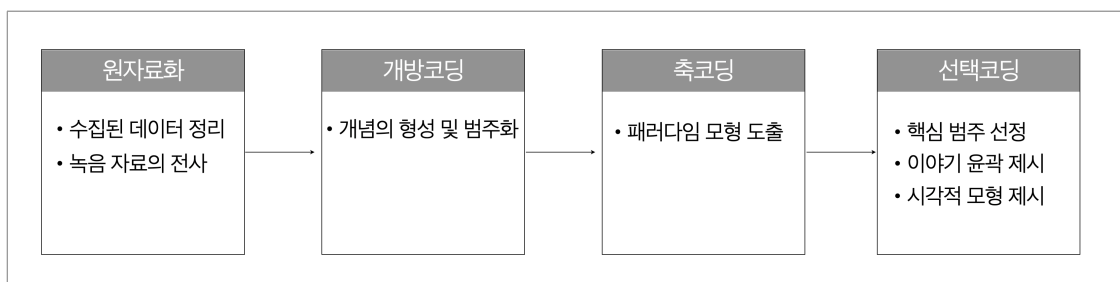 원자료화
• 수집된 데이터 정리
• 녹음 자료의 전사
개방코딩
• 개념의 형성 및 범주화
축코딩
• 패러다임 모형 도출
선택코딩
• 핵심 범주 선정
• 이야기 윤곽 제시
• 시각적 모형 제시